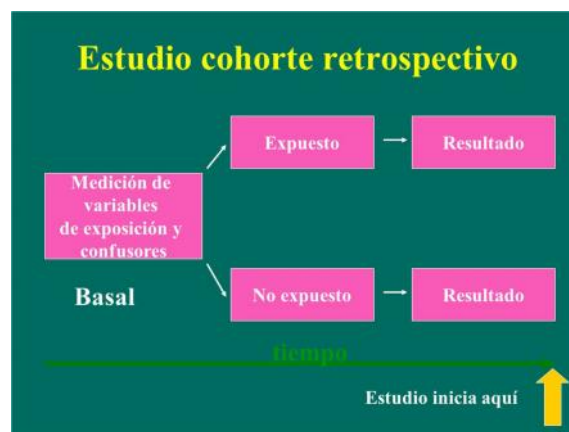 Estudio cohorte retrospectivo
Expuesto
Resultado
Medición de
variables
de exposición y
confusores
Basal
No expuesto
Resultado
tiempo
Estudio inicia aquí